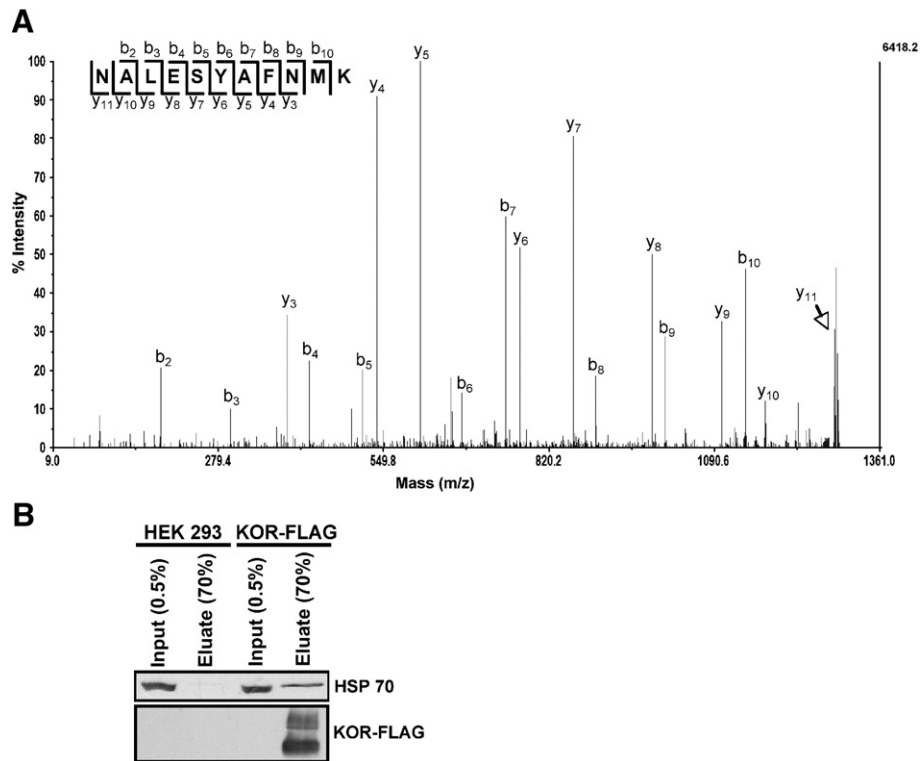 A
b2 b3 b4 b5 b6 b7 b8 b9 b10
N A L E S Y A F N M K
y11 y10 y9 y8 y7 y6 y5 y4 y3
6418.2
100
90
80
70
60
50
40
30
20
10
0
% Intensity
b2
b3
y3
b4
b5
y4
y5
b6
b7
y6
y7
b8
y8
b9
y9
b10
y10
y11
9.0 279.4 549.8 820.2 1090.6 1361.0
Mass (m/z)
B
HEK 293 KOR-FLAG
Input (0.5%)
Eluate (70%)
Input (0.5%)
Eluate (70%)
HSP 70
KOR-FLAG